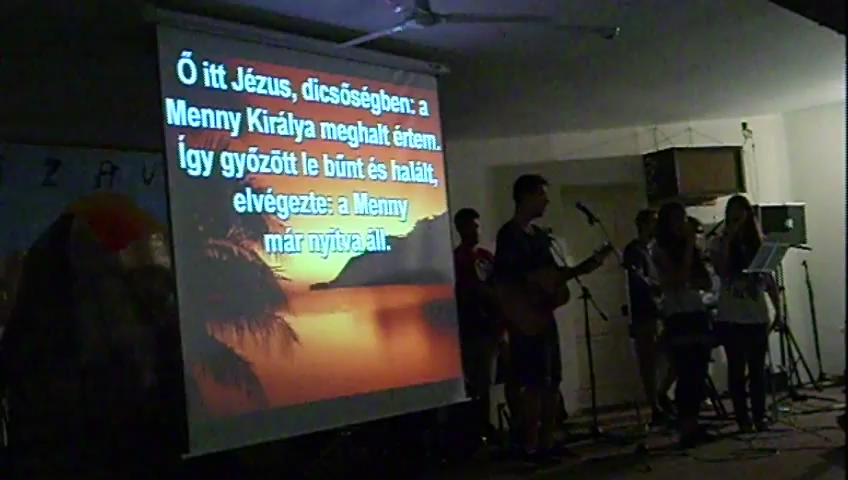 Ő itt Jézus, dicsőségben: a
Menny Királya meghalt értem.
Így győzött le bűnt és halált,
elvégezte: a Menny
már nyitva áll.
Z A V